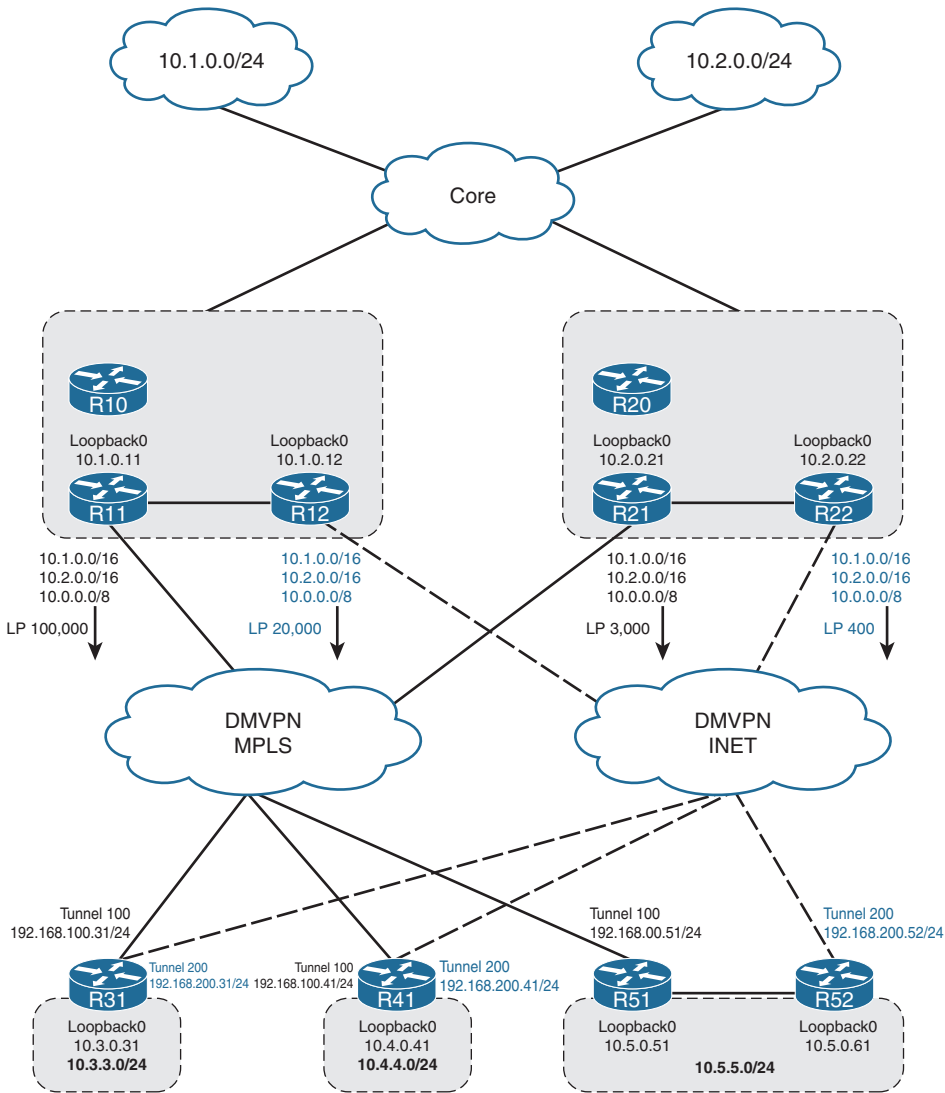 10.1.0.0/24
10.2.0.0/24
Core
R10
R20
Loopback0
10.1.0.11
Loopback0
10.1.0.12
Loopback0
10.2.0.21
Loopback0
10.2.0.22
R11
R12
R21
R22
10.1.0.0/16
10.2.0.0/16
10.0.0.0/8
LP 100,000
10.1.0.0/16
10.2.0.0/16
10.0.0.0/8
LP 20,000
10.1.0.0/16
10.2.0.0/16
10.0.0.0/8
LP 3,000
10.1.0.0/16
10.2.0.0/16
10.0.0.0/8
LP 400
DMVPN
MPLS
DMVPN
INET
Tunnel 100
192.168.100.31/24
Tunnel 200
192.168.200.31/24
Tunnel 100
192.168.100.41/24
Tunnel 200
192.168.200.41/24
Tunnel 100
192.168.00.51/24
Tunnel 200
192.168.200.52/24
R31
R41
R51
R52
Loopback0
10.3.0.31
10.3.3.0/24
Loopback0
10.4.0.41
10.4.4.0/24
Loopback0
10.5.0.51
Loopback0
10.5.0.61
10.5.5.0/24